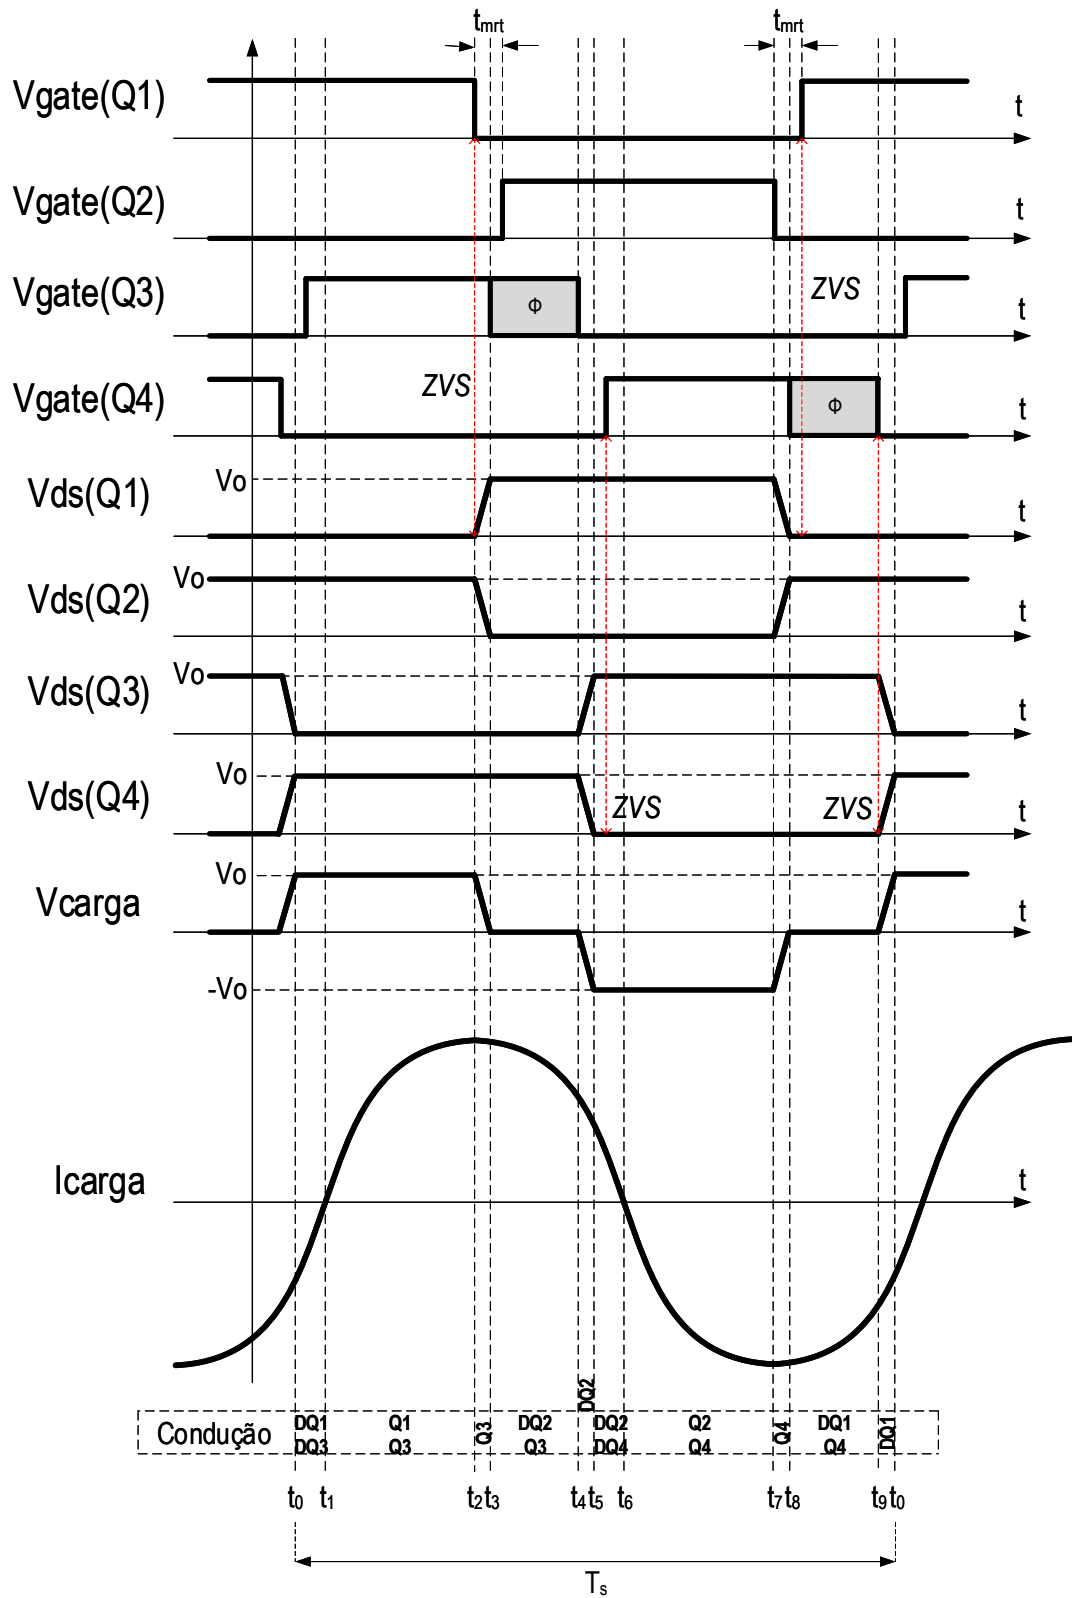 tmrt tmrt
Vgate(Q1) t
Vgate(Q2) t
Vgate(Q3) Φ ZVS t
Vgate(Q4) ZVS Φ t
Vo
Vds(Q1) t
Vo
Vds(Q2) t
Vo
Vds(Q3) t
Vo
Vds(Q4) ZVS ZVS t
Vo
Vcarga t
-Vo
Icarga t
Condução DQ1 DQ3 Q1 Q3 Q3 DQ2 Q3 DQ2 DQ2 DQ4 Q2 Q4 Q4 DQ1 Q4 DQ1
t0 t1 t2 t3 t4 t5 t6 t7 t8 t9 t0
Ts